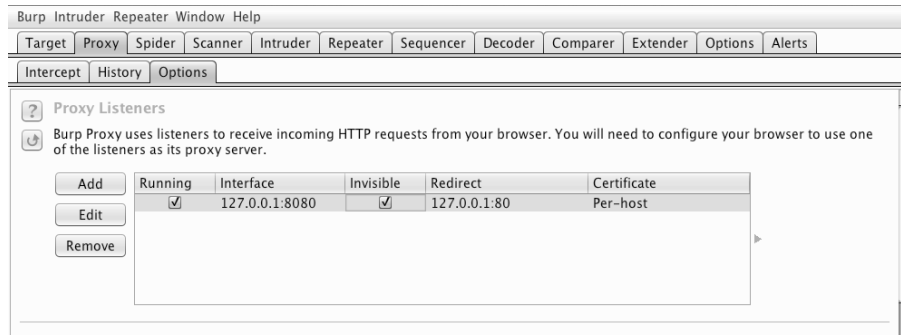 Burp Intruder Repeater Window Help
Target Proxy Spider Scanner Intruder Repeater Sequencer Decoder Comparer Extender Options Alerts
Intercept History Options
? Proxy Listeners
Burp Proxy uses listeners to receive incoming HTTP requests from your browser. You will need to configure your browser to use one
of the listeners as its proxy server.
Add Running Interface Invisible Redirect Certificate
127.0.0.1:8080 127.0.0.1:80 Per-host
Edit
Remove